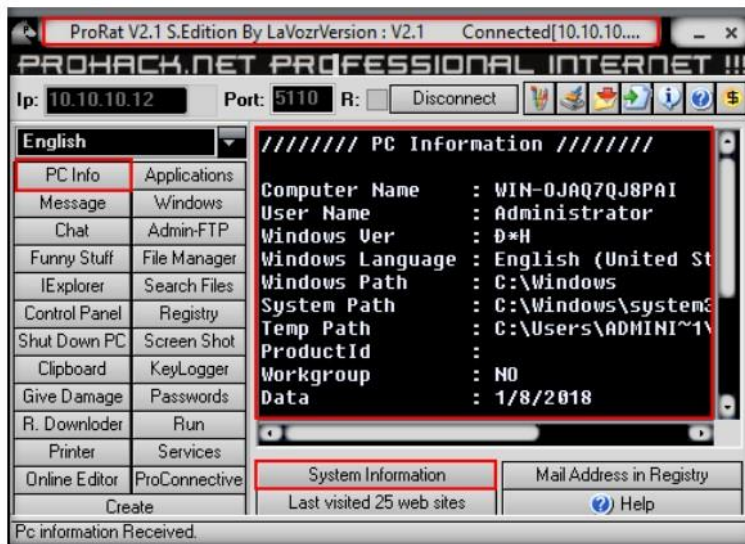 ProRat V2.1 S.Edition By LaVozrVersion : V2.1 Connected[10.10.10....
PROHACK.NET PROFESSIONAL INTERNET !!!
Ip: 10.10.10.12 Port: 5110 R: Disconnect
English
PC Info Applications
Message Windows
Chat Admin-FTP
Funny Stuff File Manager
IExplorer Search Files
Control Panel Registry
Shut Down PC Screen Shot
Clipboard KeyLogger
Give Damage Passwords
R. Downloder Run
Printer Services
Online Editor ProConnective
Create
//////// PC Information ////////
Computer Name : WIN-OJAQ7QJ8PAI
User Name : Administrator
Windows Ver : Ð*H
Windows Language : English (United St
Windows Path : C:\Windows
System Path : C:\Windows\system3
Temp Path : C:\Users\ADMINI~1\
ProductId :
Workgroup : NO
Data : 1/8/2018
System Information Mail Address in Registry
Last visited 25 web sites Help
Pc information Received.